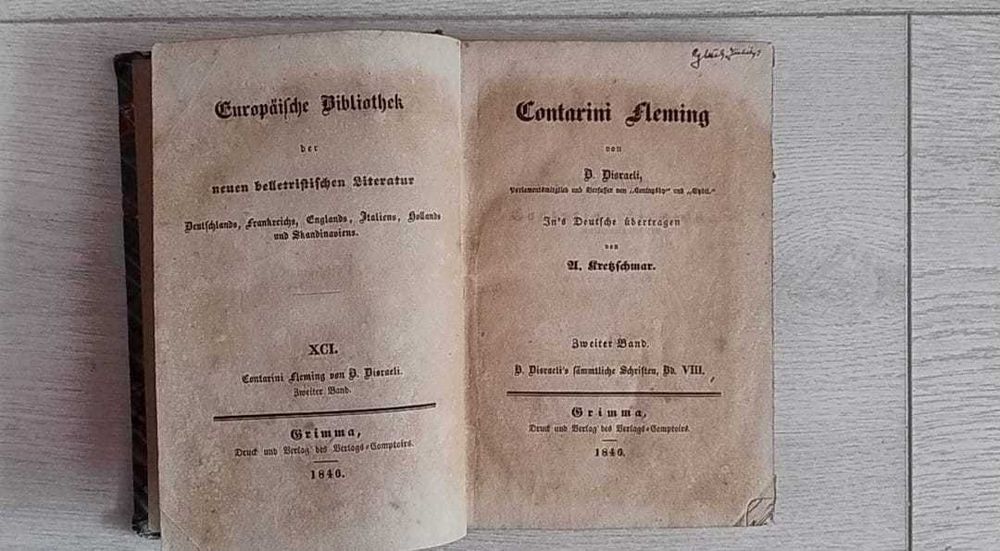 Europäische Bibliothek
der
neuen belletristischen Literatur
Deutschlands, Frankreichs, Englands, Italiens, Hollands
und Skandinaviens.
XCI.
Contarini Fleming von D. Disraeli.
Zweiter Band.
Grimma,
Druck und Verlag des Verlags-Comptoirs.
1846.
Contarini Fleming
von
D. Disraeli,
Parlamentsmitglied und Verfasser von „Coningsby" und „Sybil."
In's Deutsche übertragen
von
A. Kretzschmar.
Zweiter Band.
D. Disraeli's sämmtliche Schriften, Bd. VIII.
Grimma,
Druck und Verlag des Verlags-Comptoirs.
1846.